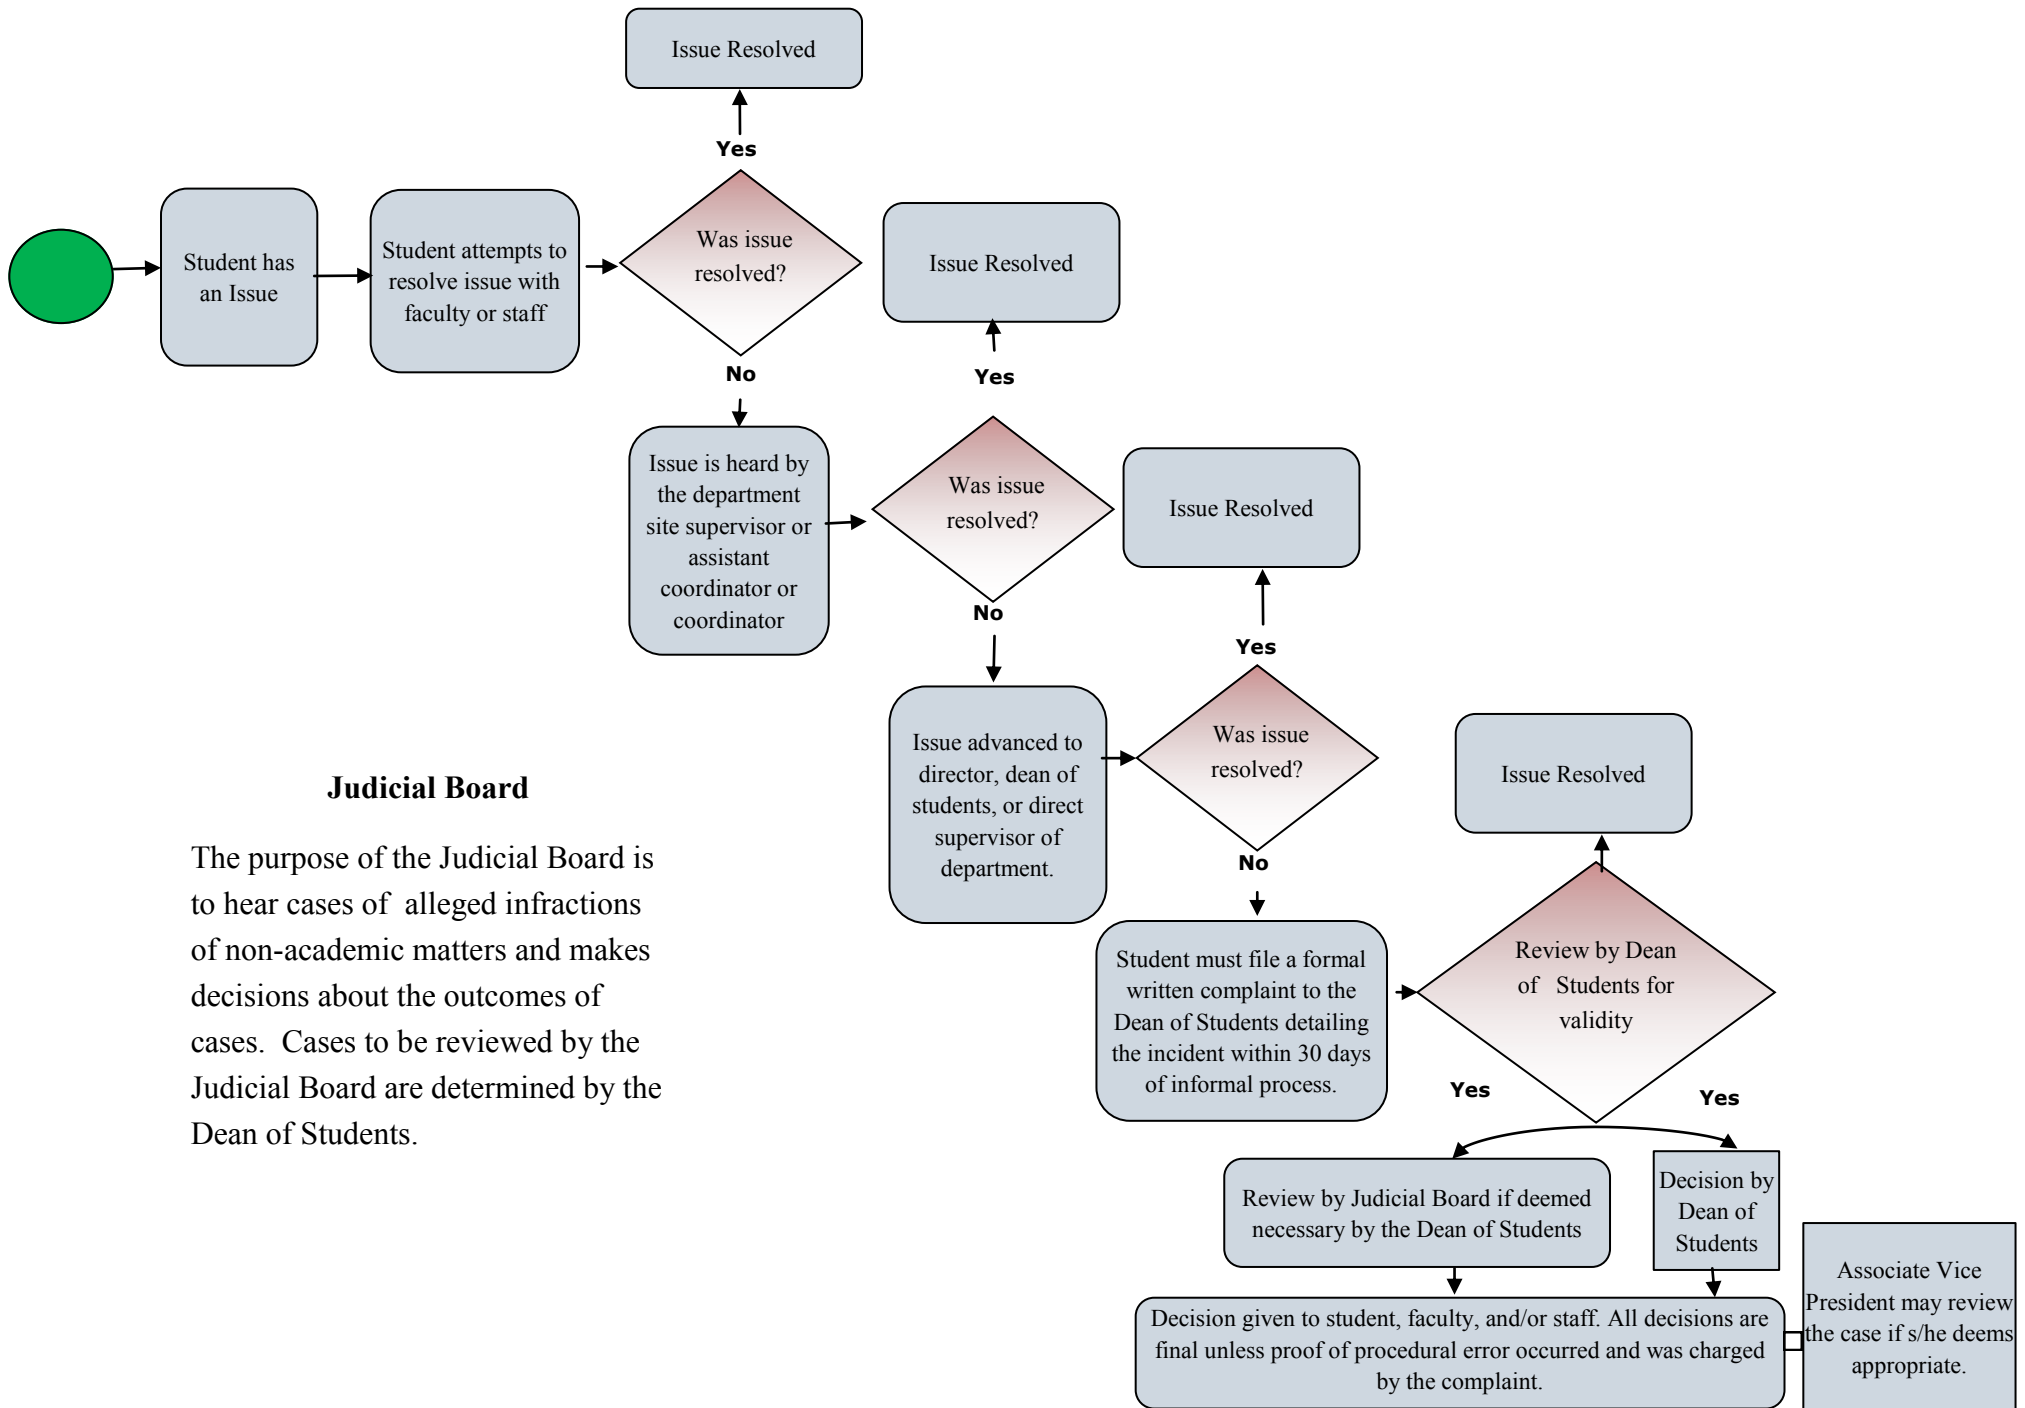 Issue Resolved
Yes
Was issue
resolved?
Student has
an Issue
Student attempts to
resolve issue with
faculty or staff
Issue Resolved
No
Yes
Issue is heard by
the department
site supervisor or
assistant
coordinator or
coordinator
Was issue
resolved?
Issue Resolved
No
Yes
Issue advanced to
director, dean of
students, or direct
supervisor of
department.
Was issue
resolved?
Issue Resolved
No
Judicial Board
The purpose of the Judicial Board is
to hear cases of alleged infractions
of non-academic matters and makes
decisions about the outcomes of
cases. Cases to be reviewed by the
Judicial Board are determined by the
Dean of Students.
Student must file a formal
written complaint to the
Dean of Students detailing
the incident within 30 days
of informal process.
Review by Dean
of Students for
validity
Yes
Yes
Review by Judicial Board if deemed
necessary by the Dean of Students
Decision by
Dean of
Students
Decision given to student, faculty, and/or staff. All decisions are
final unless proof of procedural error occurred and was charged
by the complaint.
Associate Vice
President may review
the case if s/he deems
appropriate.